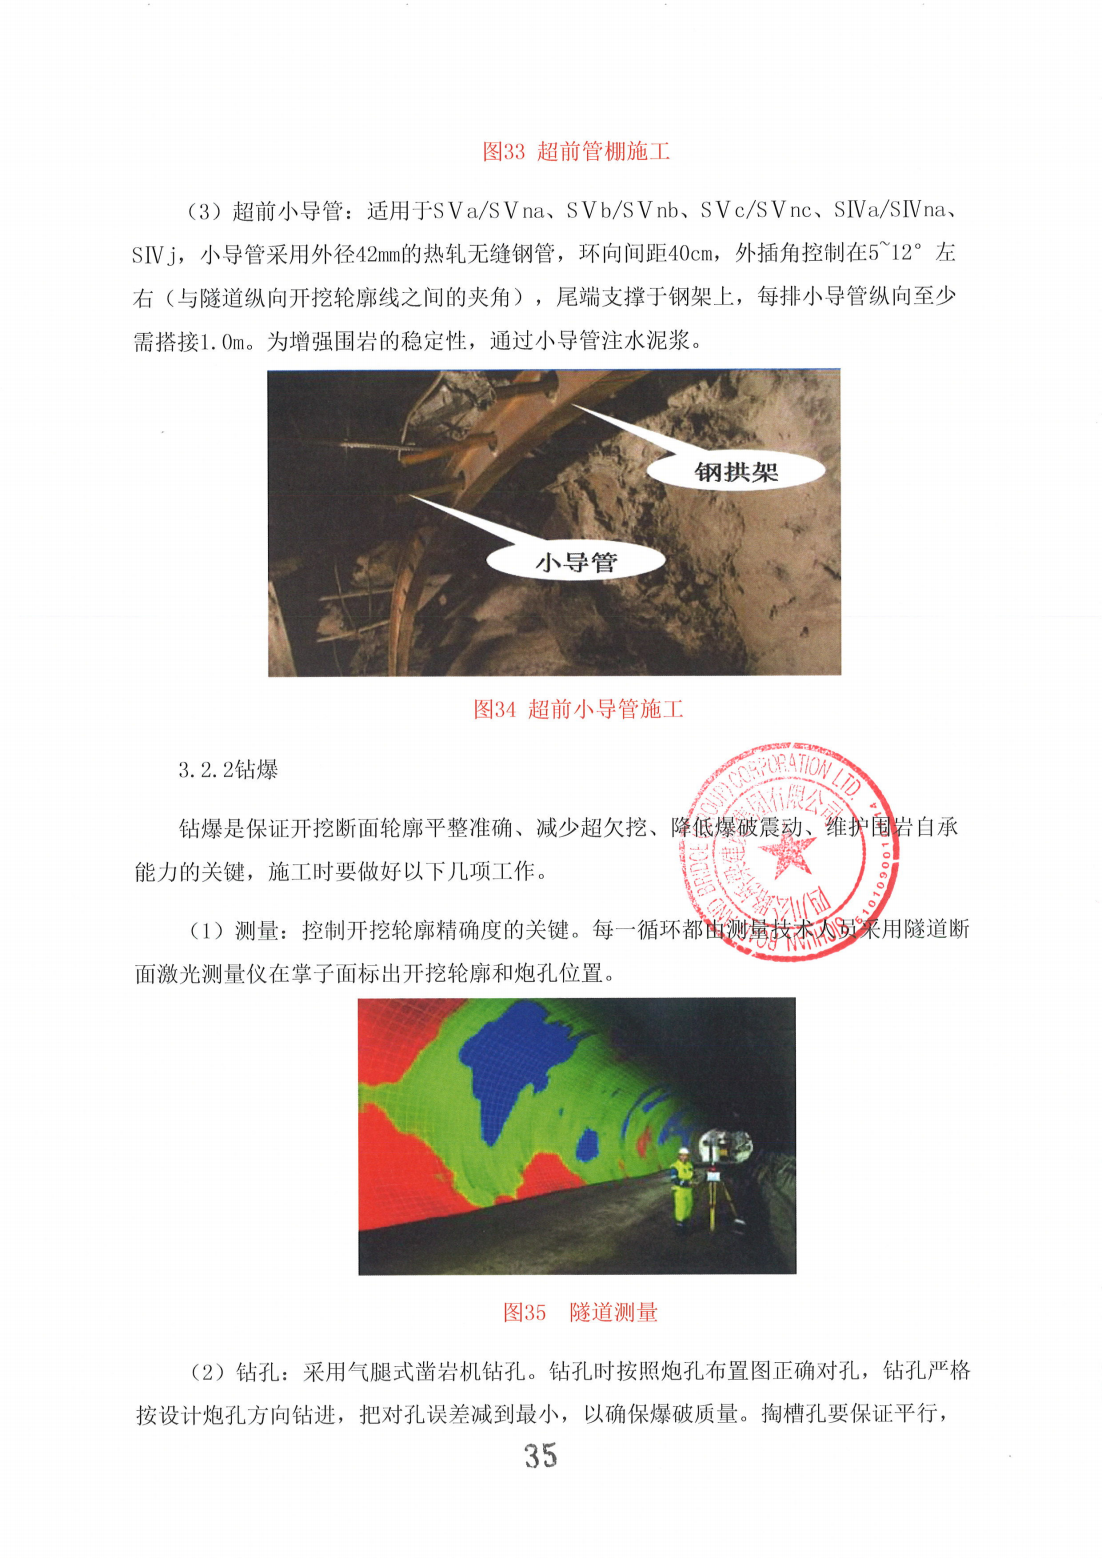 图33 超前管棚施工
（3）超前小导管：适用于SⅤa/SⅤna、SⅤb/SⅤnb、SⅤc/SⅤnc、SⅣa/SⅣna、
SⅣj，小导管采用外径42mm的热轧无缝钢管，环向间距40cm，外插角控制在5~12°左
右（与隧道纵向开挖轮廓线之间的夹角），尾端支撑于钢架上，每排小导管纵向至少
需搭接1.0m。为增强围岩的稳定性，通过小导管注水泥浆。
钢拱架
小导管
图34 超前小导管施工
3.2.2钻爆
钻爆是保证开挖断面轮廓平整准确、减少超欠挖、降低爆破震动、维护围岩自承
能力的关键，施工时要做好以下几项工作。
（1）测量：控制开挖轮廓精确度的关键。每一循环都由测量技术人员采用隧道断
面激光测量仪在掌子面标出开挖轮廓和炮孔位置。
图35 隧道测量
（2）钻孔：采用气腿式凿岩机钻孔。钻孔时按照炮孔布置图正确对孔，钻孔严格
按设计炮孔方向钻进，把对孔误差减到最小，以确保爆破质量。掏槽孔要保证平行，
35